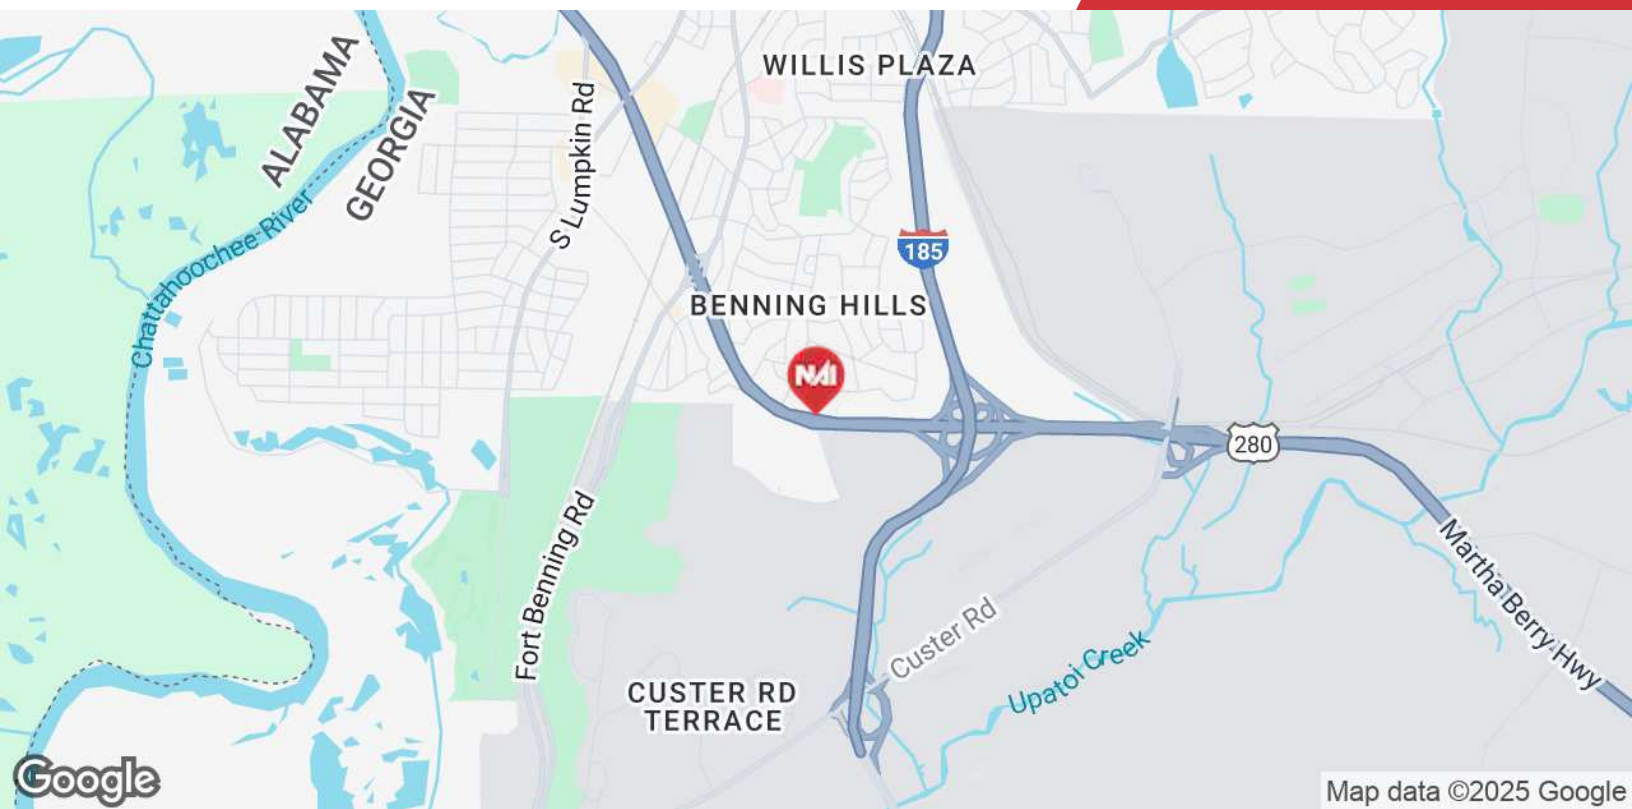 WILLIS PLAZA
ALABAMA
GEORGIA
S Lumpkin Rd
Chattahoochee River
185
BENNING HILLS
NAI
280
Martha Berry Hwy
Fort Benning Rd
Custer Rd
Upatoi Creek
CUSTER RD
TERRACE
Google
Map data ©2025 Google